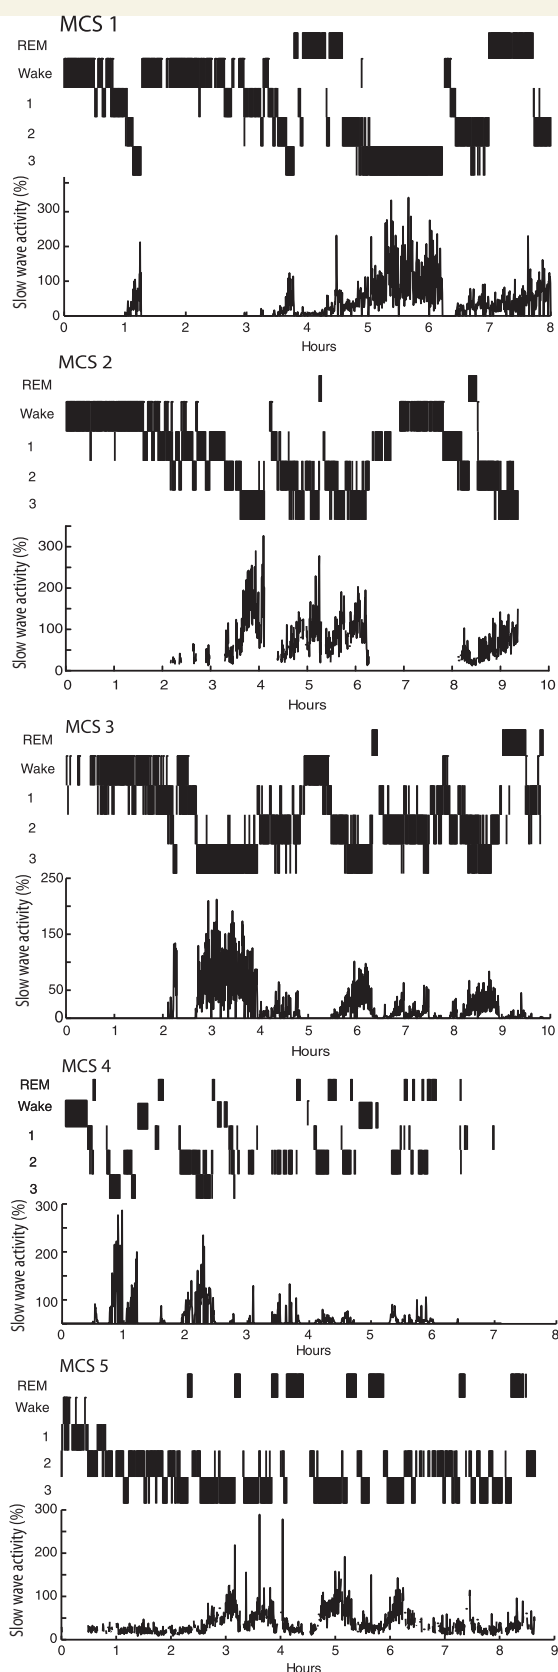 MCS 1
REM
Wake
1
2
3
Slow wave activity (%)
300
200
100
0
0 1 2 3 4 5 6 7 8
Hours
MCS 2
REM
Wake
1
2
3
Slow wave activity (%)
300
200
100
0
0 1 2 3 4 5 6 7 8 9 10
Hours
MCS 3
REM
Wake
1
2
3
Slow wave activity (%)
250
150
50
0
0 1 2 3 4 5 6 7 8 9 10
Hours
MCS 4
REM
Wake
1
2
3
Slow wave activity (%)
300
200
100
0 1 2 3 4 5 6 7 8
Hours
MCS 5
REM
Wake
1
2
3
Slow wave activity (%)
300
200
100
0
0 1 2 3 4 5 6 7 8 9
Hours